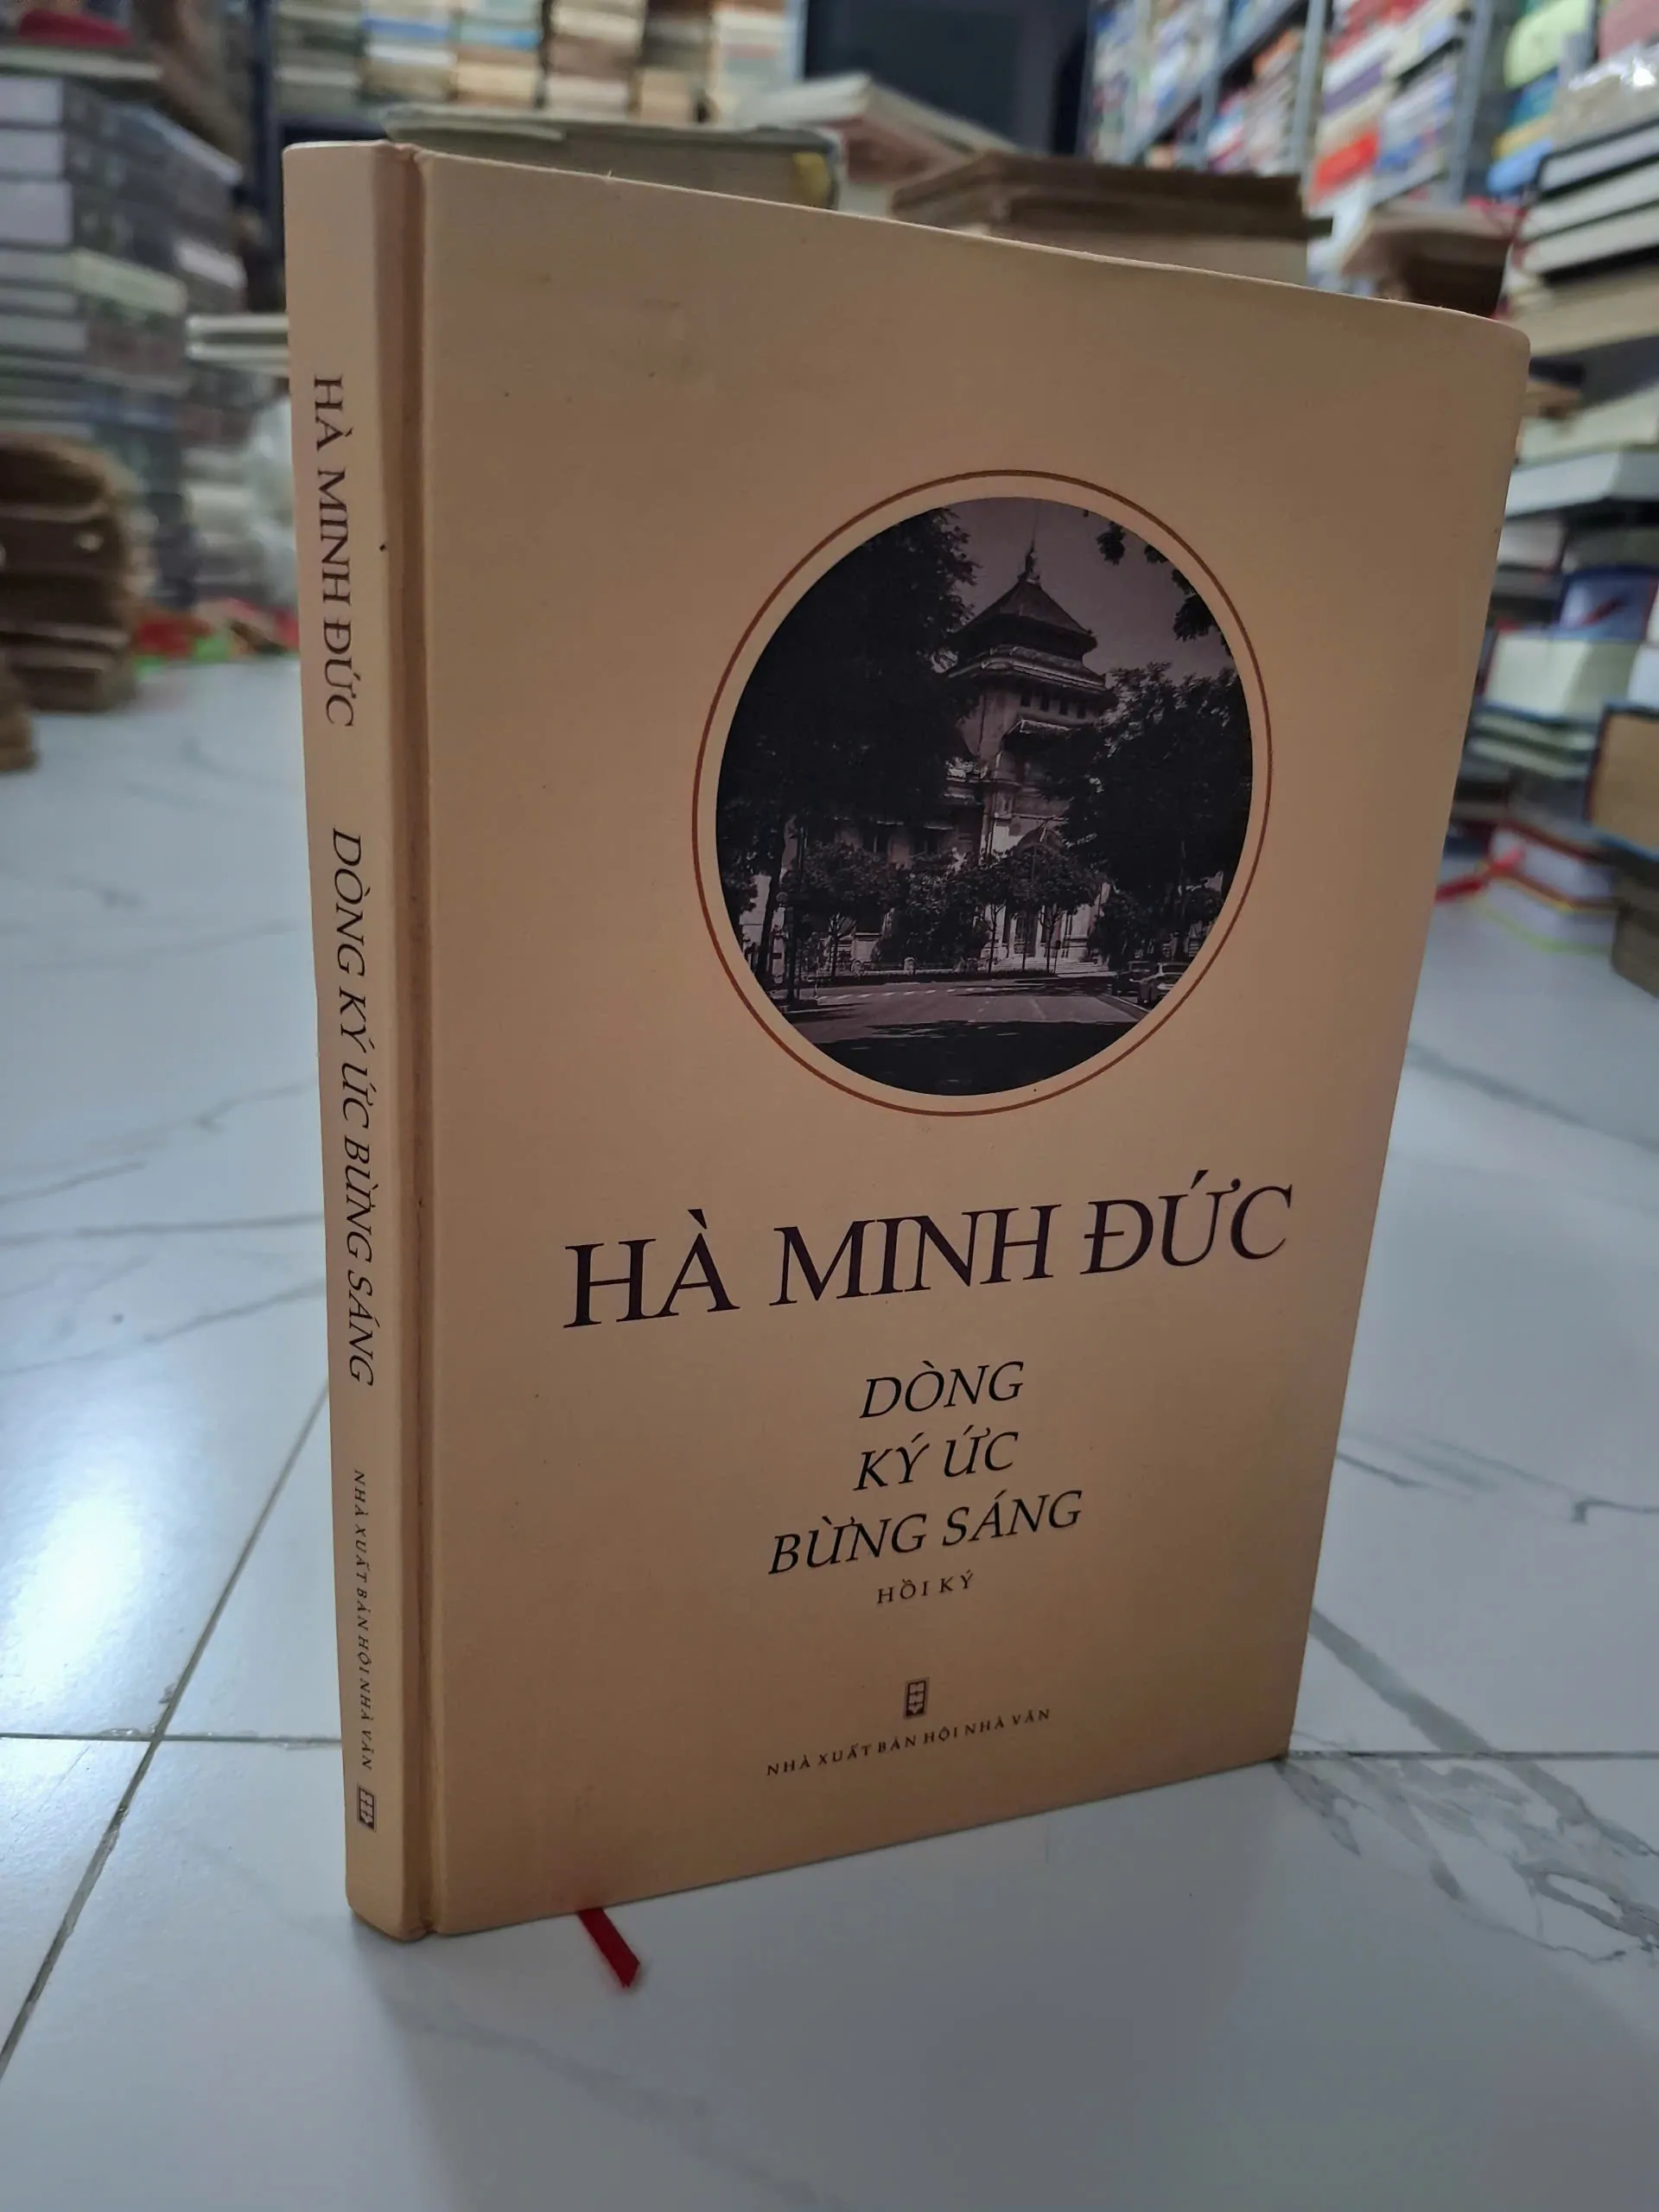 HÀ MINH ĐỨC DÒNG KÝ ỨC BỪNG SÁNG NHÀ XUẤT BẢN HỘI NHÀ VĂN
HÀ MINH ĐỨC
DÒNG
KÝ ỨC
BỪNG SÁNG
HỒI KÝ
NHÀ XUẤT BẢN HỘI NHÀ VĂN